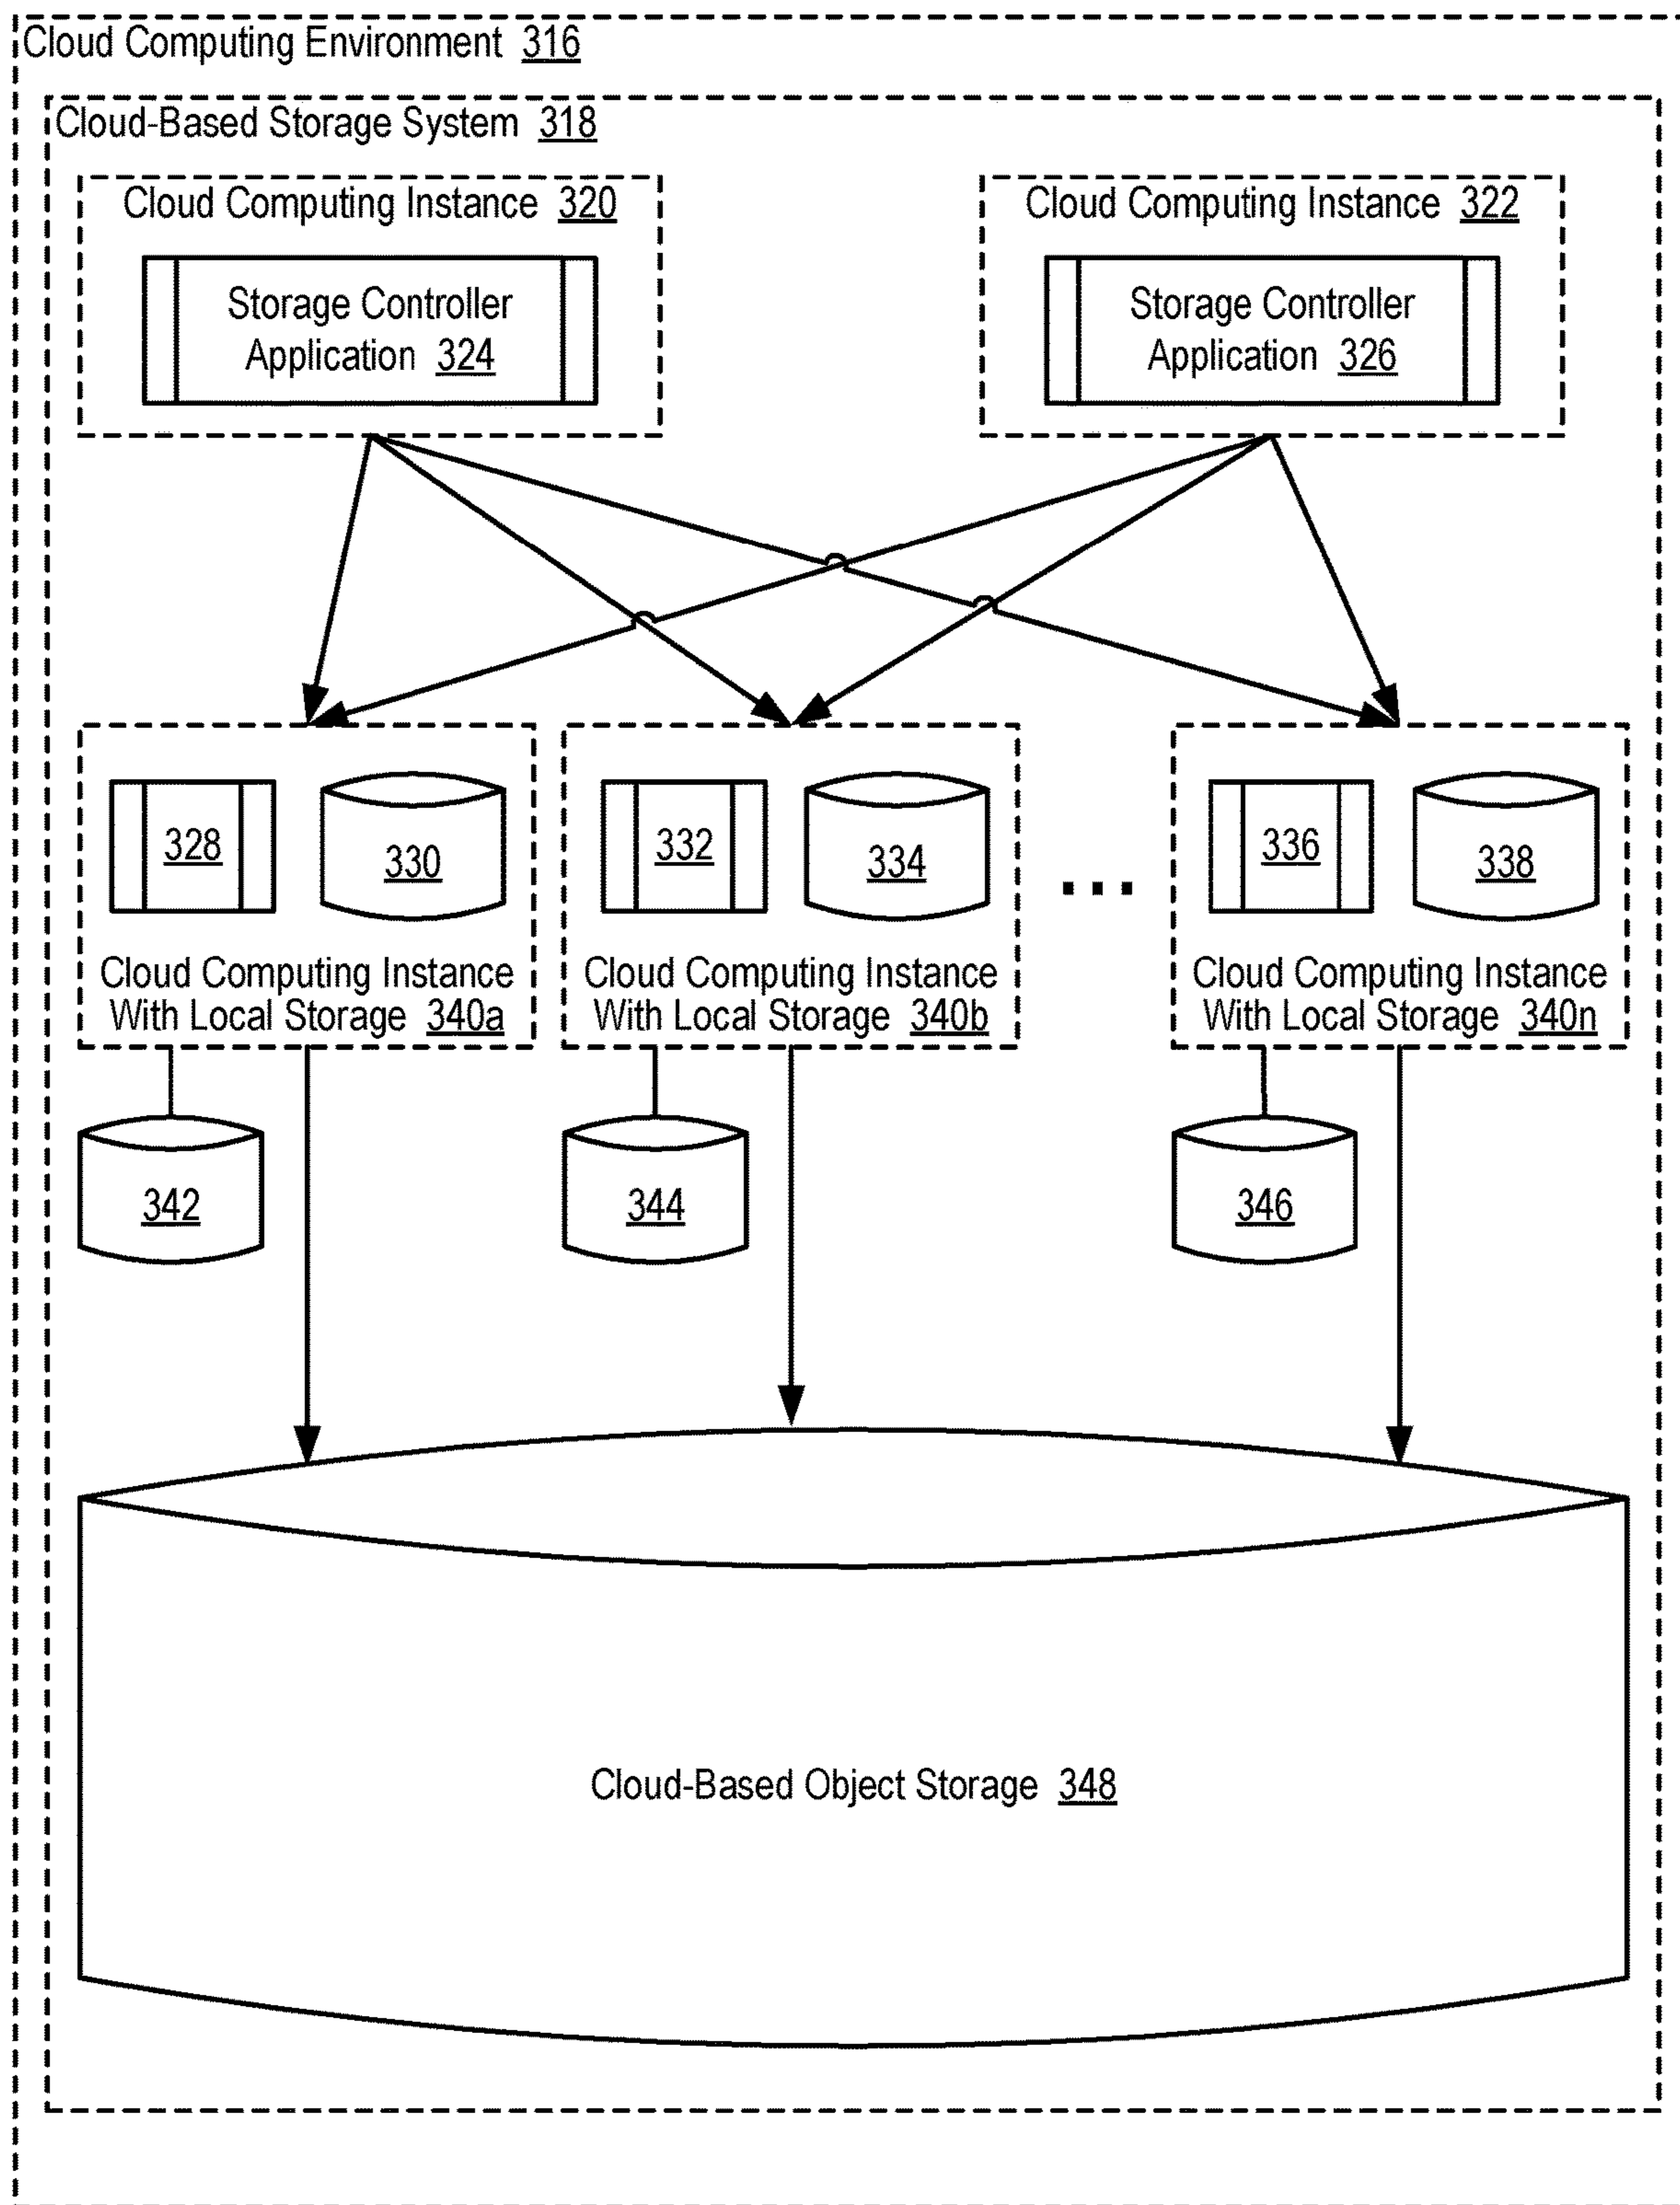 Cloud Computing Environment 316
Cloud-Based Storage System 318
Cloud Computing Instance 320
Storage Controller
Application 324
Cloud Computing Instance 322
Storage Controller
Application 326
328
330
Cloud Computing Instance
With Local Storage 340a
332
334
Cloud Computing Instance
With Local Storage 340b
...
336
338
Cloud Computing Instance
With Local Storage 340n
342
344
346
Cloud-Based Object Storage 348